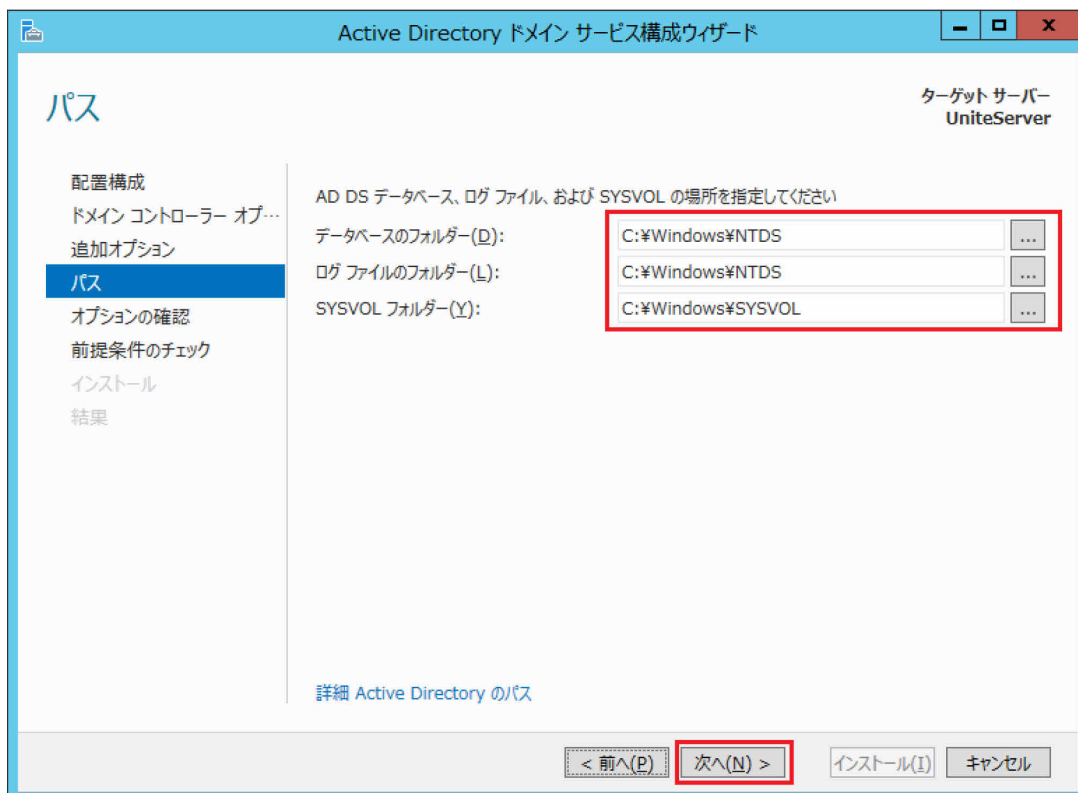 Active Directory ドメイン サービス構成ウィザード
パス
ターゲット サーバー
UniteServer
配置構成
ドメイン コントローラー オプ…
追加オプション
パス
オプションの確認
前提条件のチェック
インストール
結果
AD DS データベース、ログ ファイル、および SYSVOL の場所を指定してください
データベースのフォルダー(D): C:¥Windows¥NTDS ...
ログ ファイルのフォルダー(L): C:¥Windows¥NTDS ...
SYSVOL フォルダー(Y): C:¥Windows¥SYSVOL ...
詳細 Active Directory のパス
< 前へ(P) 次へ(N) > インストール(I) キャンセル